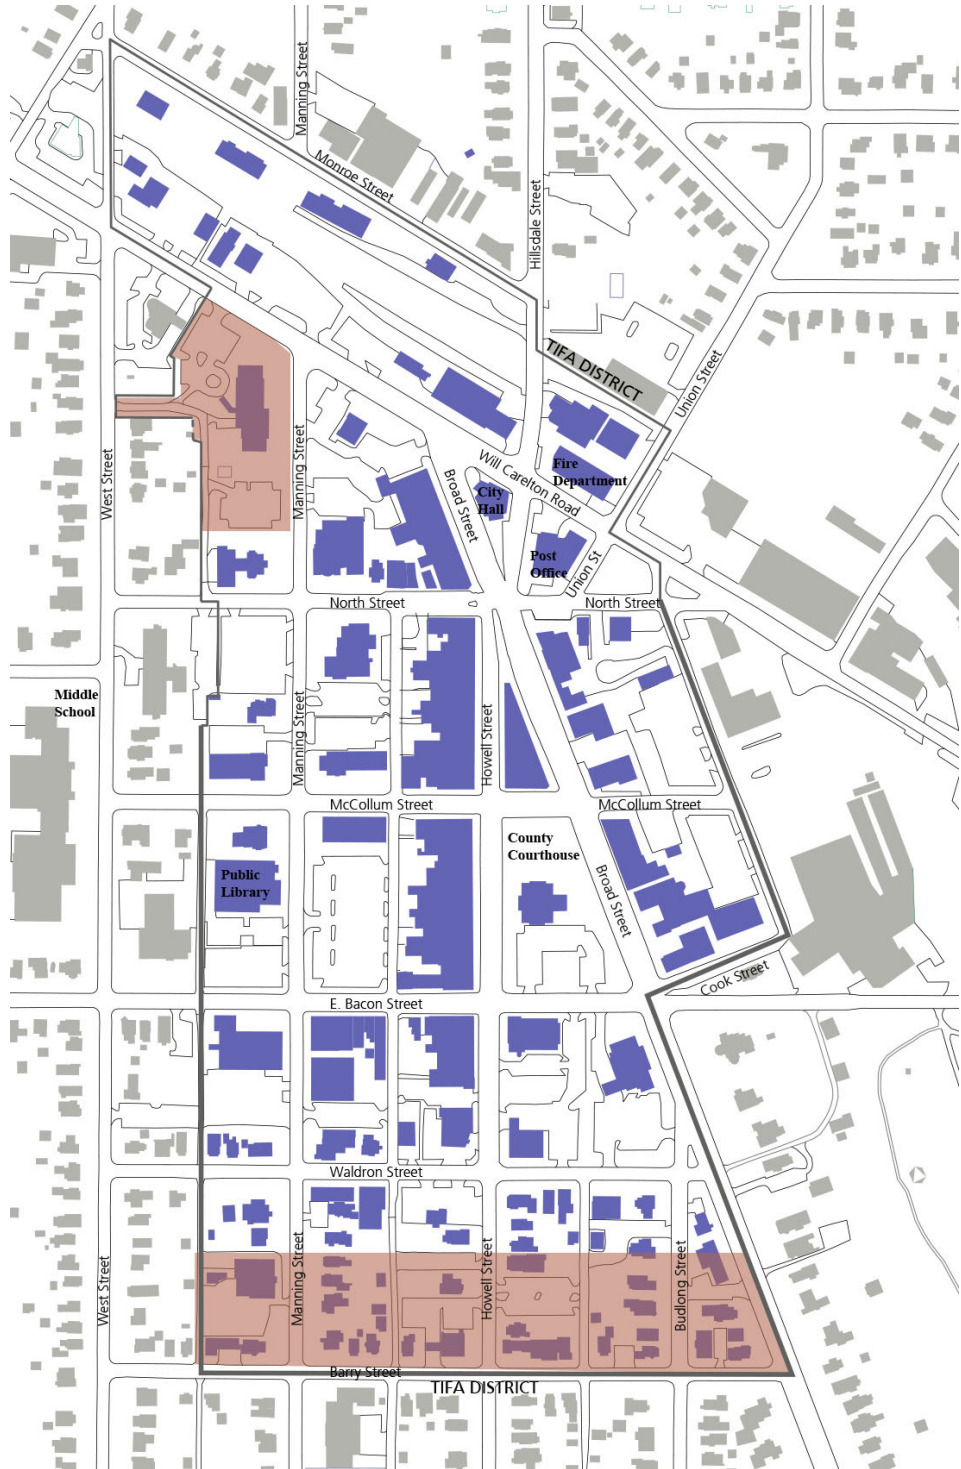 Manning Street
Monroe Street
Hillsdale Street
TIFA DISTRICT
Union Street
West Street
Manning Street
Broad Street
Will Carelton Road
Fire
Department
City
Hall
Post
Office
Union St
North Street
North Street
Middle
School
Manning Street
Howell Street
McCollum Street
McCollum Street
County
Courthouse
Public
Library
Broad Street
Cook Street
E. Bacon Street
Waldron Street
West Street
Manning Street
Howell Street
Budlong Street
Barry Street
TIFA DISTRICT